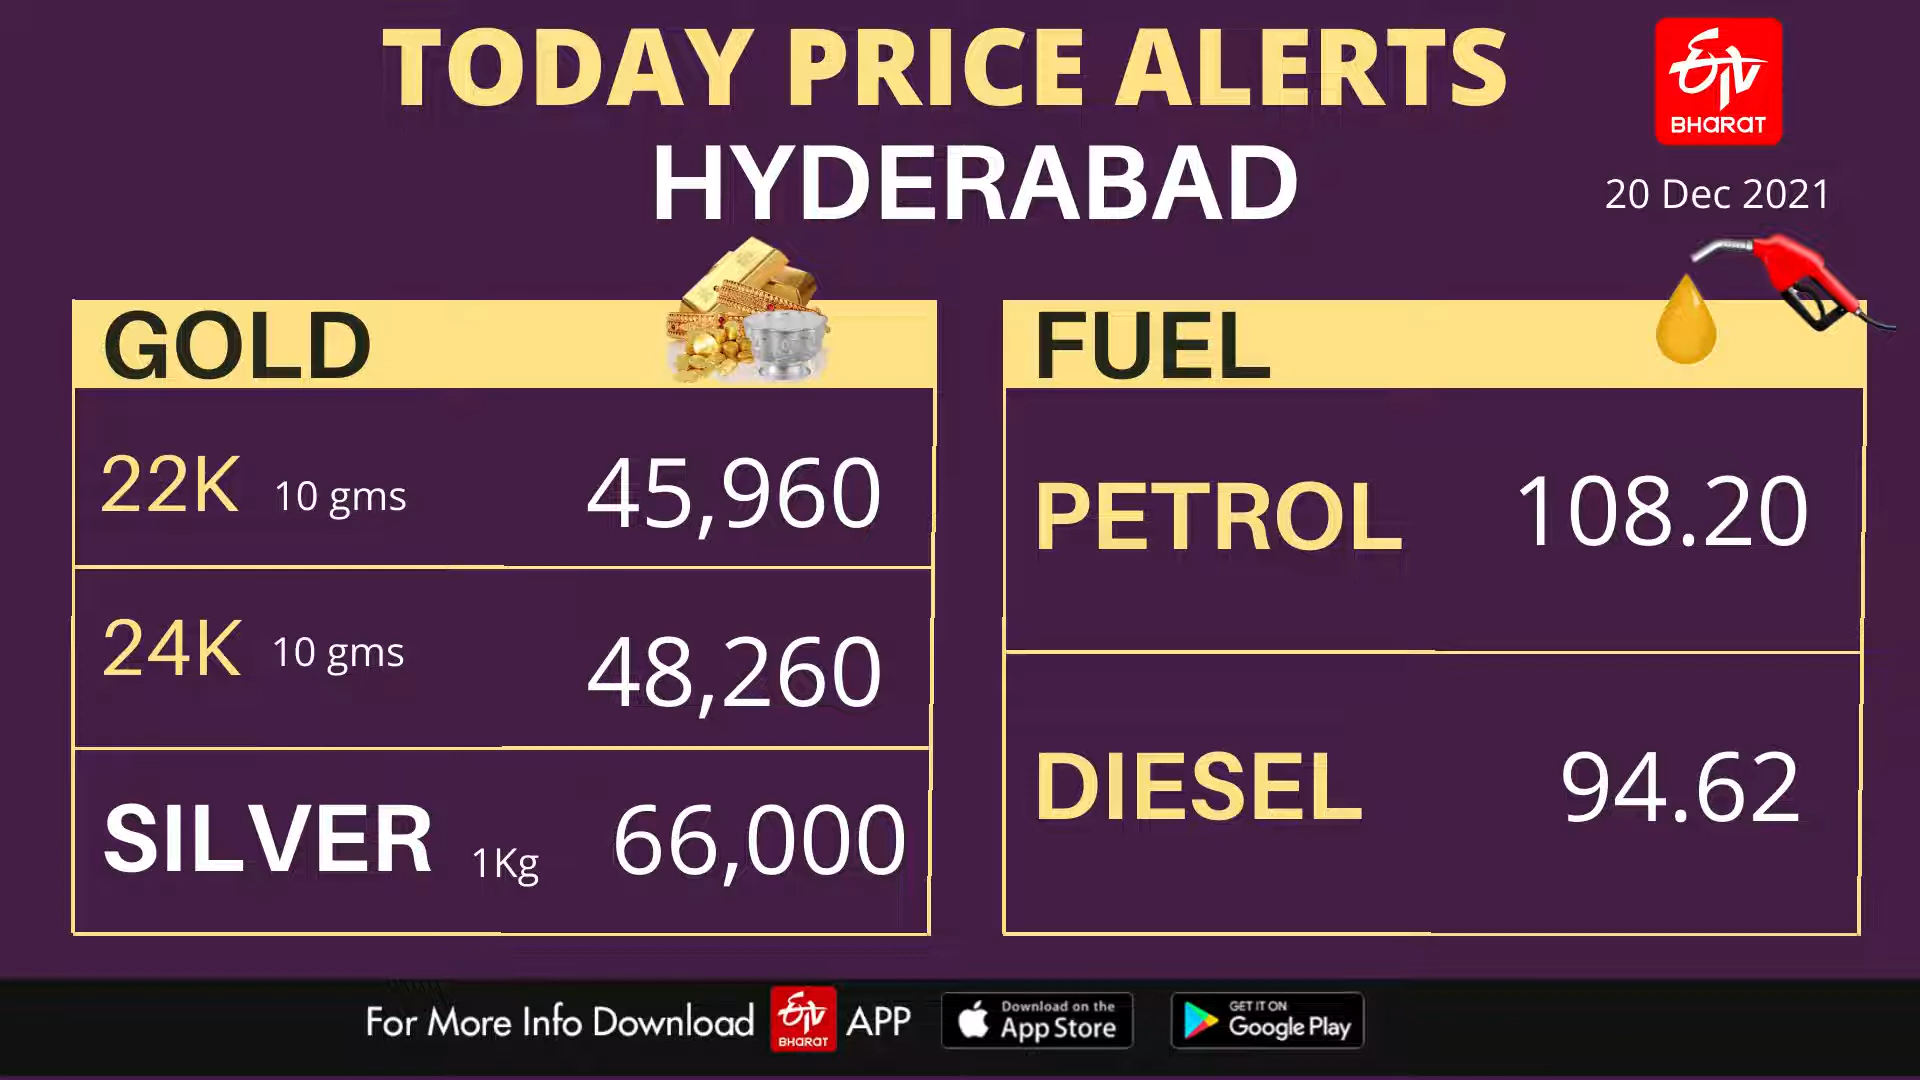 TODAY PRICE ALERTS
HYDERABAD
ETV
BHARAT
20 Dec 2021
GOLD
22K 10 gms 45,960
24K 10 gms 48,260
SILVER 1Kg 66,000
FUEL
PETROL 108.20
DIESEL 94.62
For More Info Download ETV BHARAT APP
Download on the
App Store
GET IT ON
Google Play